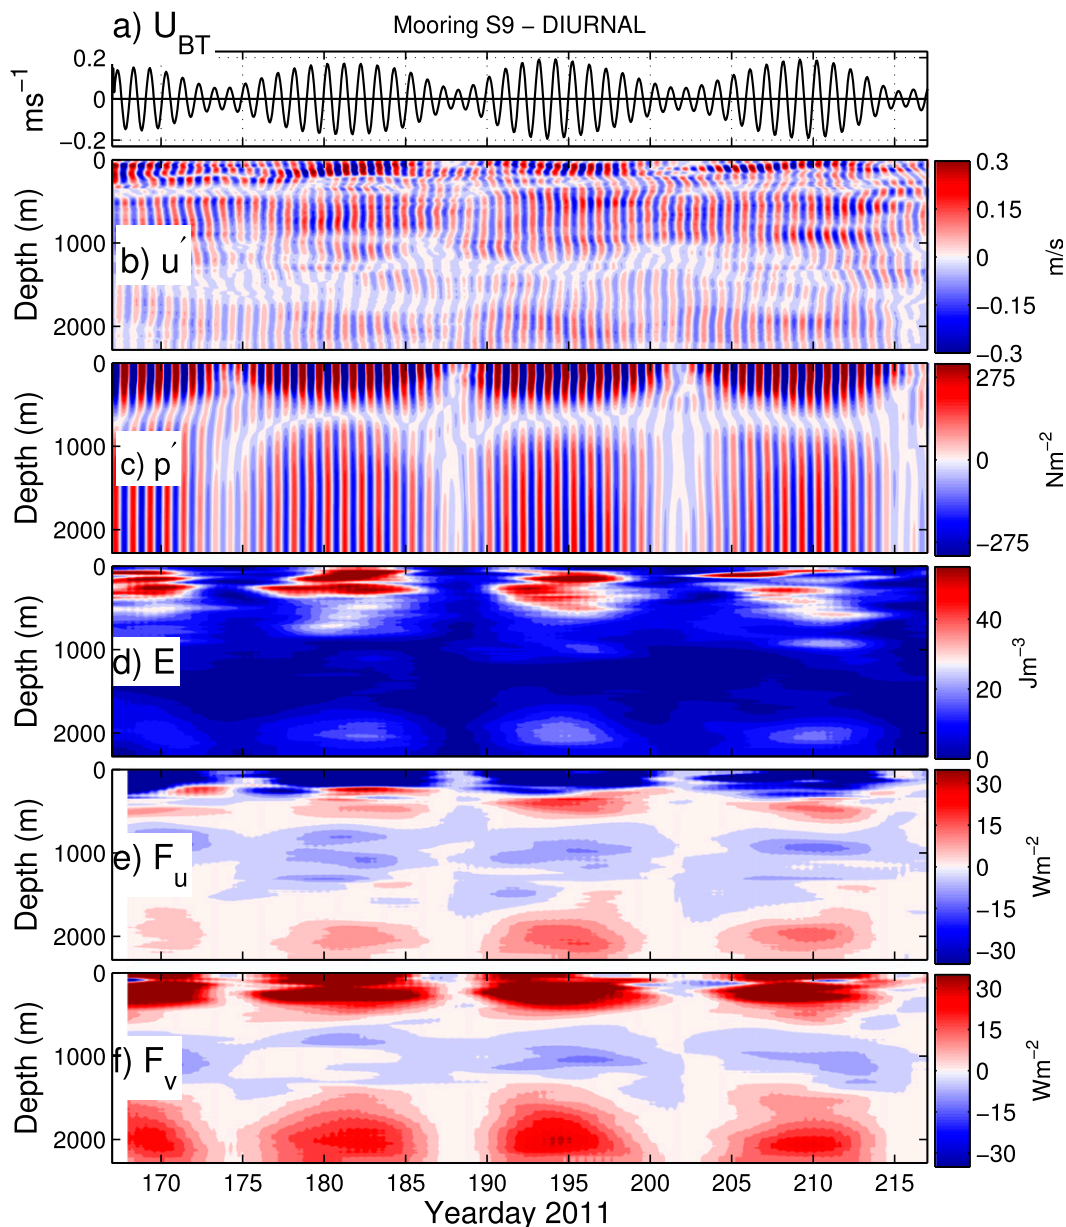 a) U_BT Mooring S9 − DIURNAL
0.2
0
−0.2
ms⁻¹
0
1000
2000
Depth (m)
b) u′
0.3
0.15
0
−0.15
−0.3
m/s
0
1000
2000
Depth (m)
c) p′
275
0
−275
Nm⁻²
0
1000
2000
Depth (m)
d) E
40
20
0
Jm⁻³
0
1000
2000
Depth (m)
e) F_u
30
15
0
−15
−30
Wm⁻²
0
1000
2000
Depth (m)
f) F_v
30
15
0
−15
−30
Wm⁻²
170 175 180 185 190 195 200 205 210 215
Yearday 2011